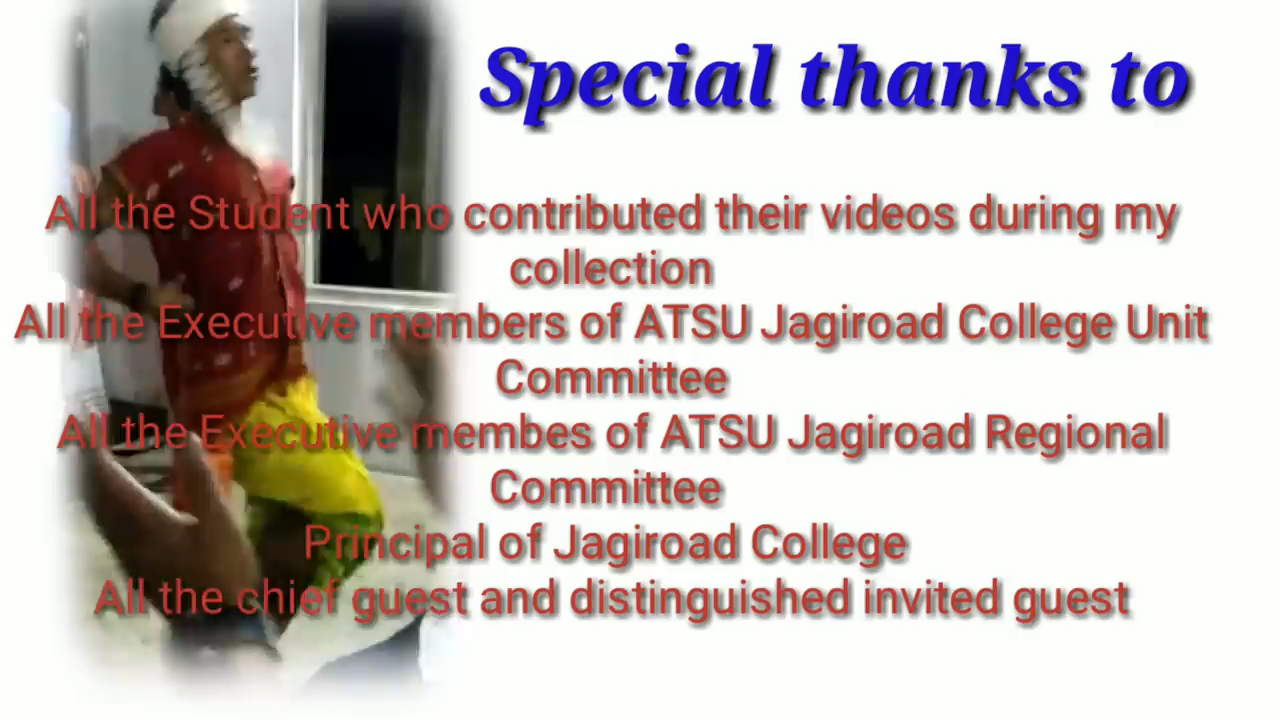 Special thanks to
All the Student who contributed their videos during my
collection
All the Executive members of ATSU Jagiroad College Unit
Committee
All the Executive membes of ATSU Jagiroad Regional
Committee
Principal of Jagiroad College
All the chief guest and distinguished invited guest